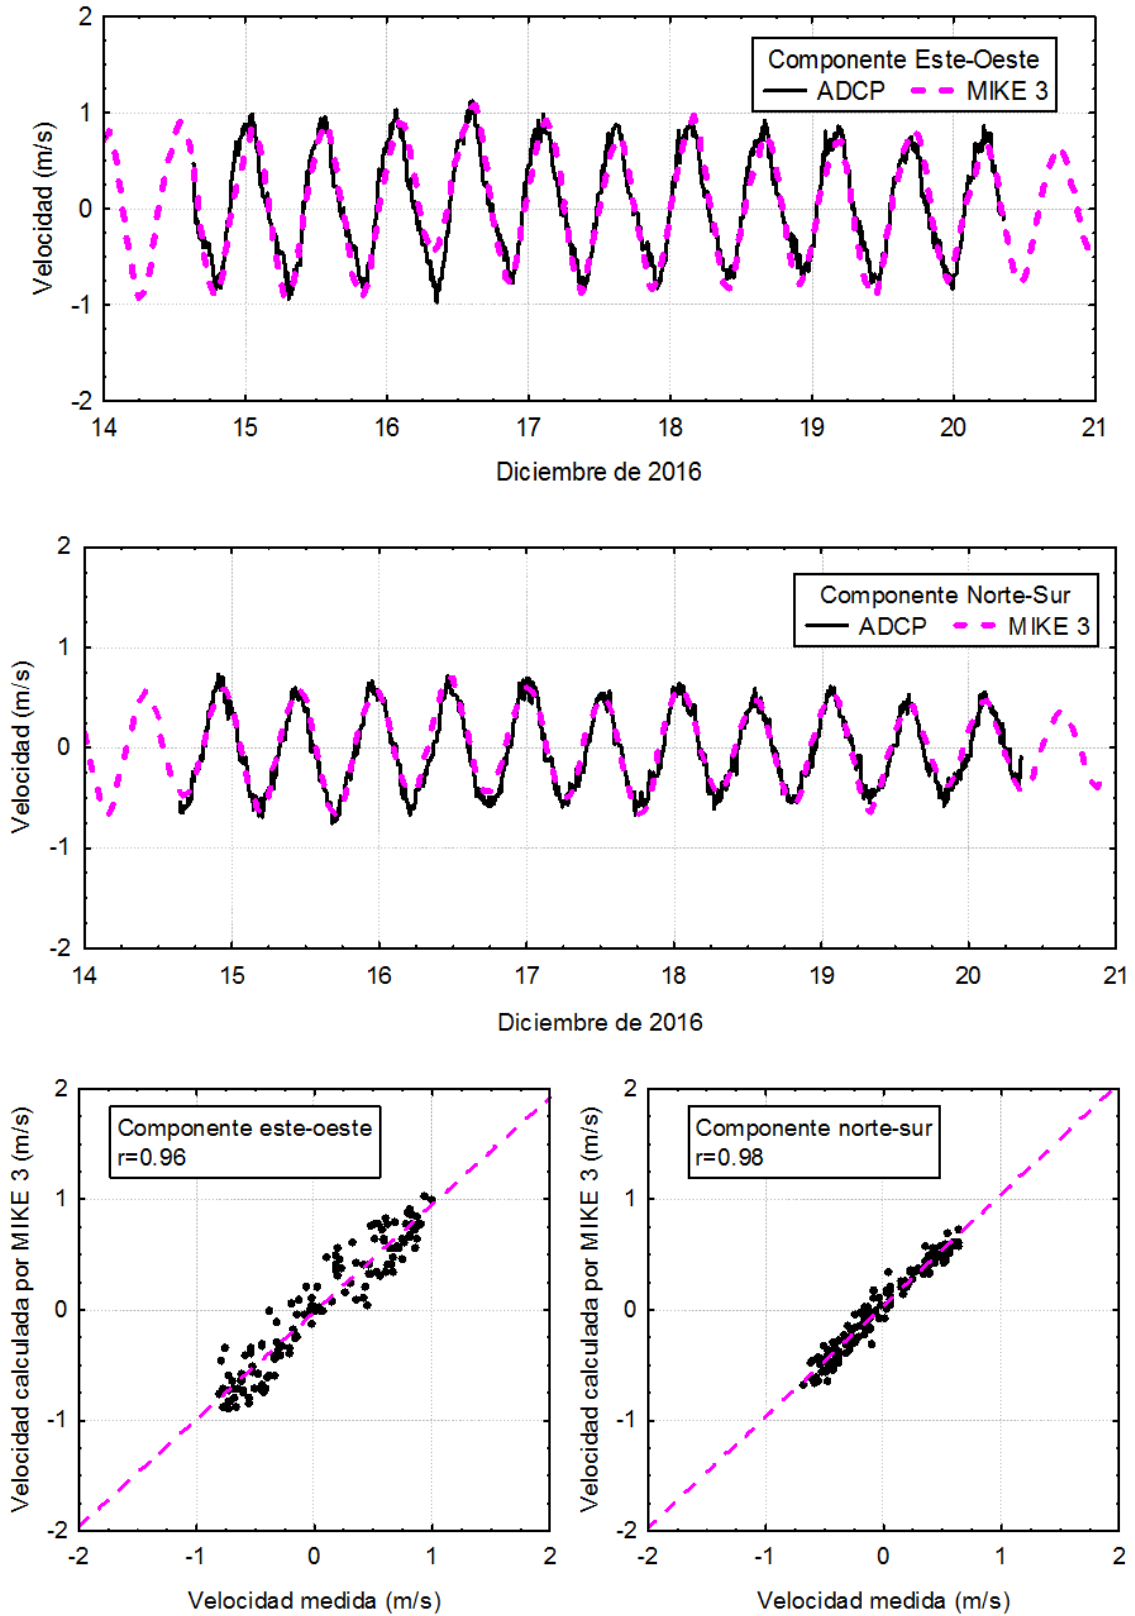 2
1
0
-1
-2
Velocidad (m/s)
Componente Este-Oeste
ADCP MIKE 3
14 15 16 17 18 19 20 21
Diciembre de 2016
2
1
0
-1
-2
Velocidad (m/s)
Componente Norte-Sur
ADCP MIKE 3
14 15 16 17 18 19 20 21
Diciembre de 2016
2
1
0
-1
-2
Velocidad calculada por MIKE 3 (m/s)
Componente este-oeste
r=0.96
-2 -1 0 1 2
Velocidad medida (m/s)
2
1
0
-1
-2
Velocidad calculada por MIKE 3 (m/s)
Componente norte-sur
r=0.98
-2 -1 0 1 2
Velocidad medida (m/s)